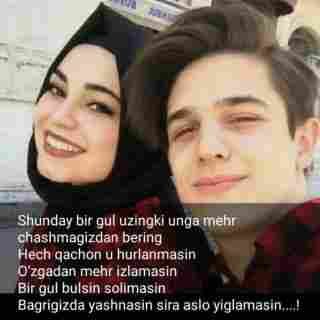 Shunday bir gul uzingki unga mehr
chashmagizdan bering
Hech qachon u hurlanmasin
O'zgadan mehr izlamasin
Bir gul bulsin solimasin
Bagrigizda yashnasin sira aslo yiglamasin....!